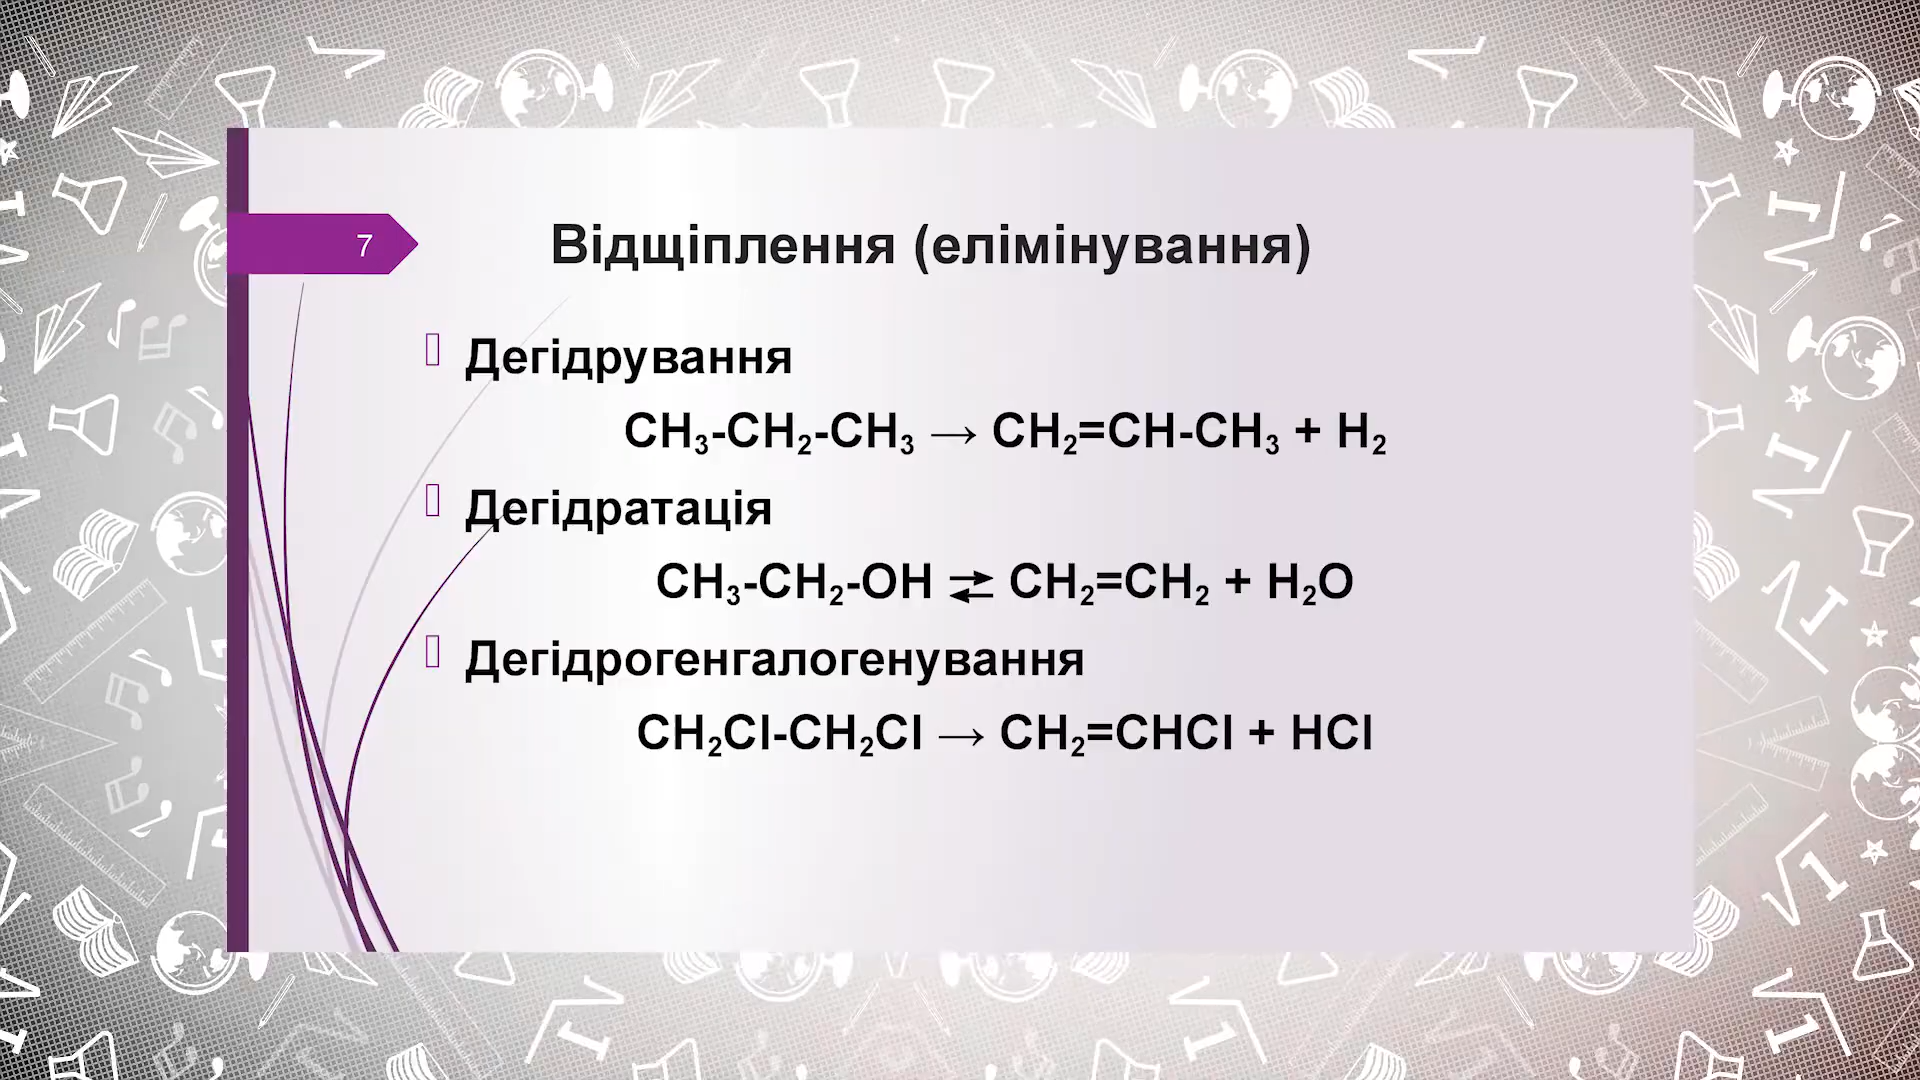 7
Відщіплення (елімінування)
Дегідрування
CH₃-CH₂-CH₃ → CH₂=CH-CH₃ + H₂
Дегідратація
CH₃-CH₂-OH ⇄ CH₂=CH₂ + H₂O
Дегідрогенгалогенування
CH₂Cl-CH₂Cl → CH₂=CHCl + HCl